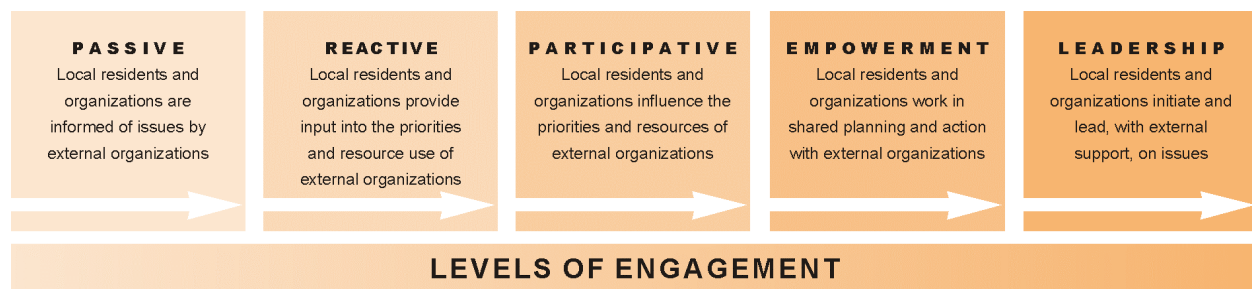 PASSIVE
Local residents and
organizations are
informed of issues by
external organizations
REACTIVE
Local residents and
organizations provide
input into the priorities
and resource use of
external organizations
PARTICIPATIVE
Local residents and
organizations influence the
priorities and resources of
external organizations
EMPOWERMENT
Local residents and
organizations work in
shared planning and action
with external organizations
LEADERSHIP
Local residents and
organizations initiate and
lead, with external
support, on issues
LEVELS OF ENGAGEMENT